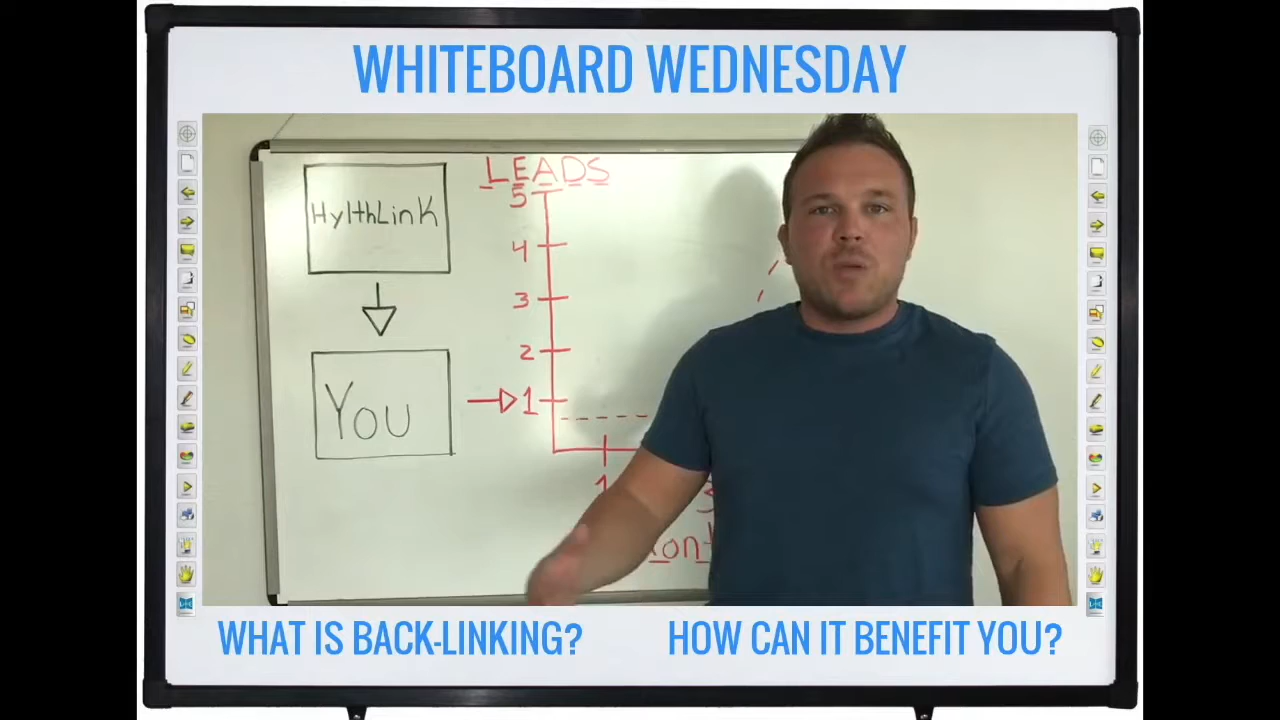 WHITEBOARD WEDNESDAY
HylthLink
You
LEADS
5
4
3
2
1
1
WHAT IS BACK-LINKING?
HOW CAN IT BENEFIT YOU?